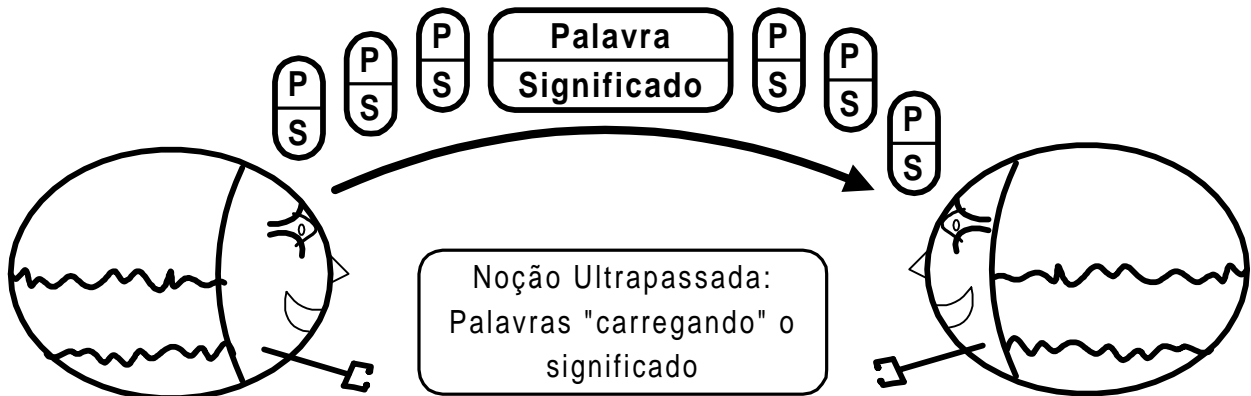 P
S
P
S
P
S
Palavra
Significado
P
S
P
S
P
S
Noção Ultrapassada:
Palavras "carregando" o
significado